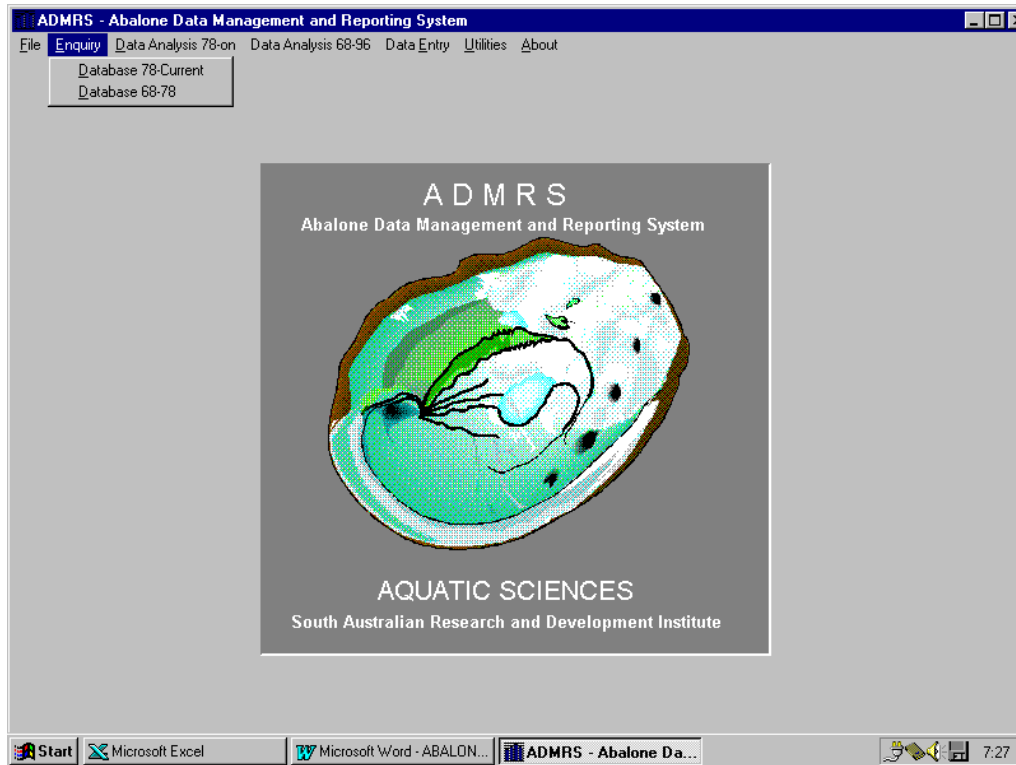 ADMRS - Abalone Data Management and Reporting System
File Enquiry Data Analysis 78-on Data Analysis 68-96 Data Entry Utilities About
Database 78-Current
Database 68-78
A D M R S
Abalone Data Management and Reporting System
AQUATIC SCIENCES
South Australian Research and Development Institute
Start Microsoft Excel Microsoft Word - ABALON... ADMRS - Abalone Da... 7:27